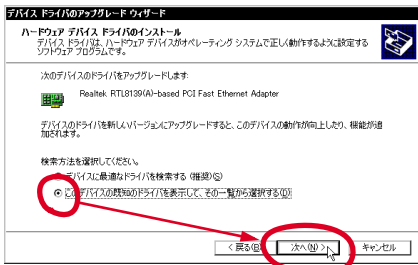 デバイス ドライバのアップグレード ウィザード
ハードウェア デバイス ドライバのインストール
デバイス ドライバは、ハードウェア デバイスがオペレーティング システムで正しく動作するように設定する
ソフトウェア プログラムです。
次のデバイスのドライバをアップグレードします:
Realtek RTL8139(A)-based PCI Fast Ethernet Adapter
デバイスのドライバを新しいバージョンにアップグレードすると、このデバイスの動作が向上したり、機能が追
加されます。
検索方法を選択してください。
デバイスに最適なドライバを検索する (推奨)(S)
このデバイスの既知のドライバを表示して、その一覧から選択する(D)
< 戻る(B) 次へ(N) > キャンセル